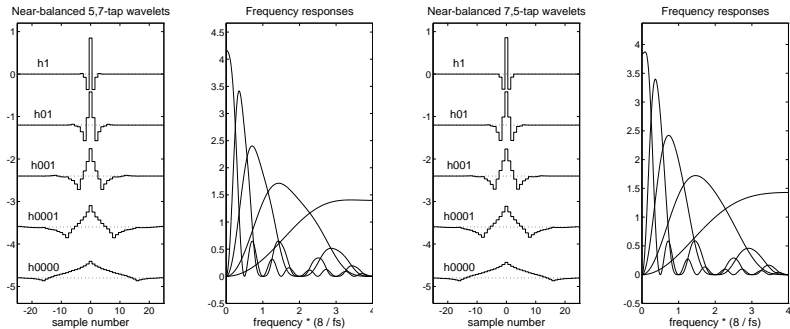 Near-balanced 5,7-tap wavelets
1
0
-1
-2
-3
-4
-5
h1
h01
h001
h0001
h0000
-20
0
20
sample number
Frequency responses
4.5
4
3.5
3
2.5
2
1.5
1
0.5
0
-0.5
0
1
2
3
4
frequency * (8 / fs)
Near-balanced 7,5-tap wavelets
1
0
-1
-2
-3
-4
-5
h1
h01
h001
h0001
h0000
-20
0
20
sample number
Frequency responses
4
3.5
3
2.5
2
1.5
1
0.5
0
-0.5
0
1
2
3
4
frequency * (8 / fs)